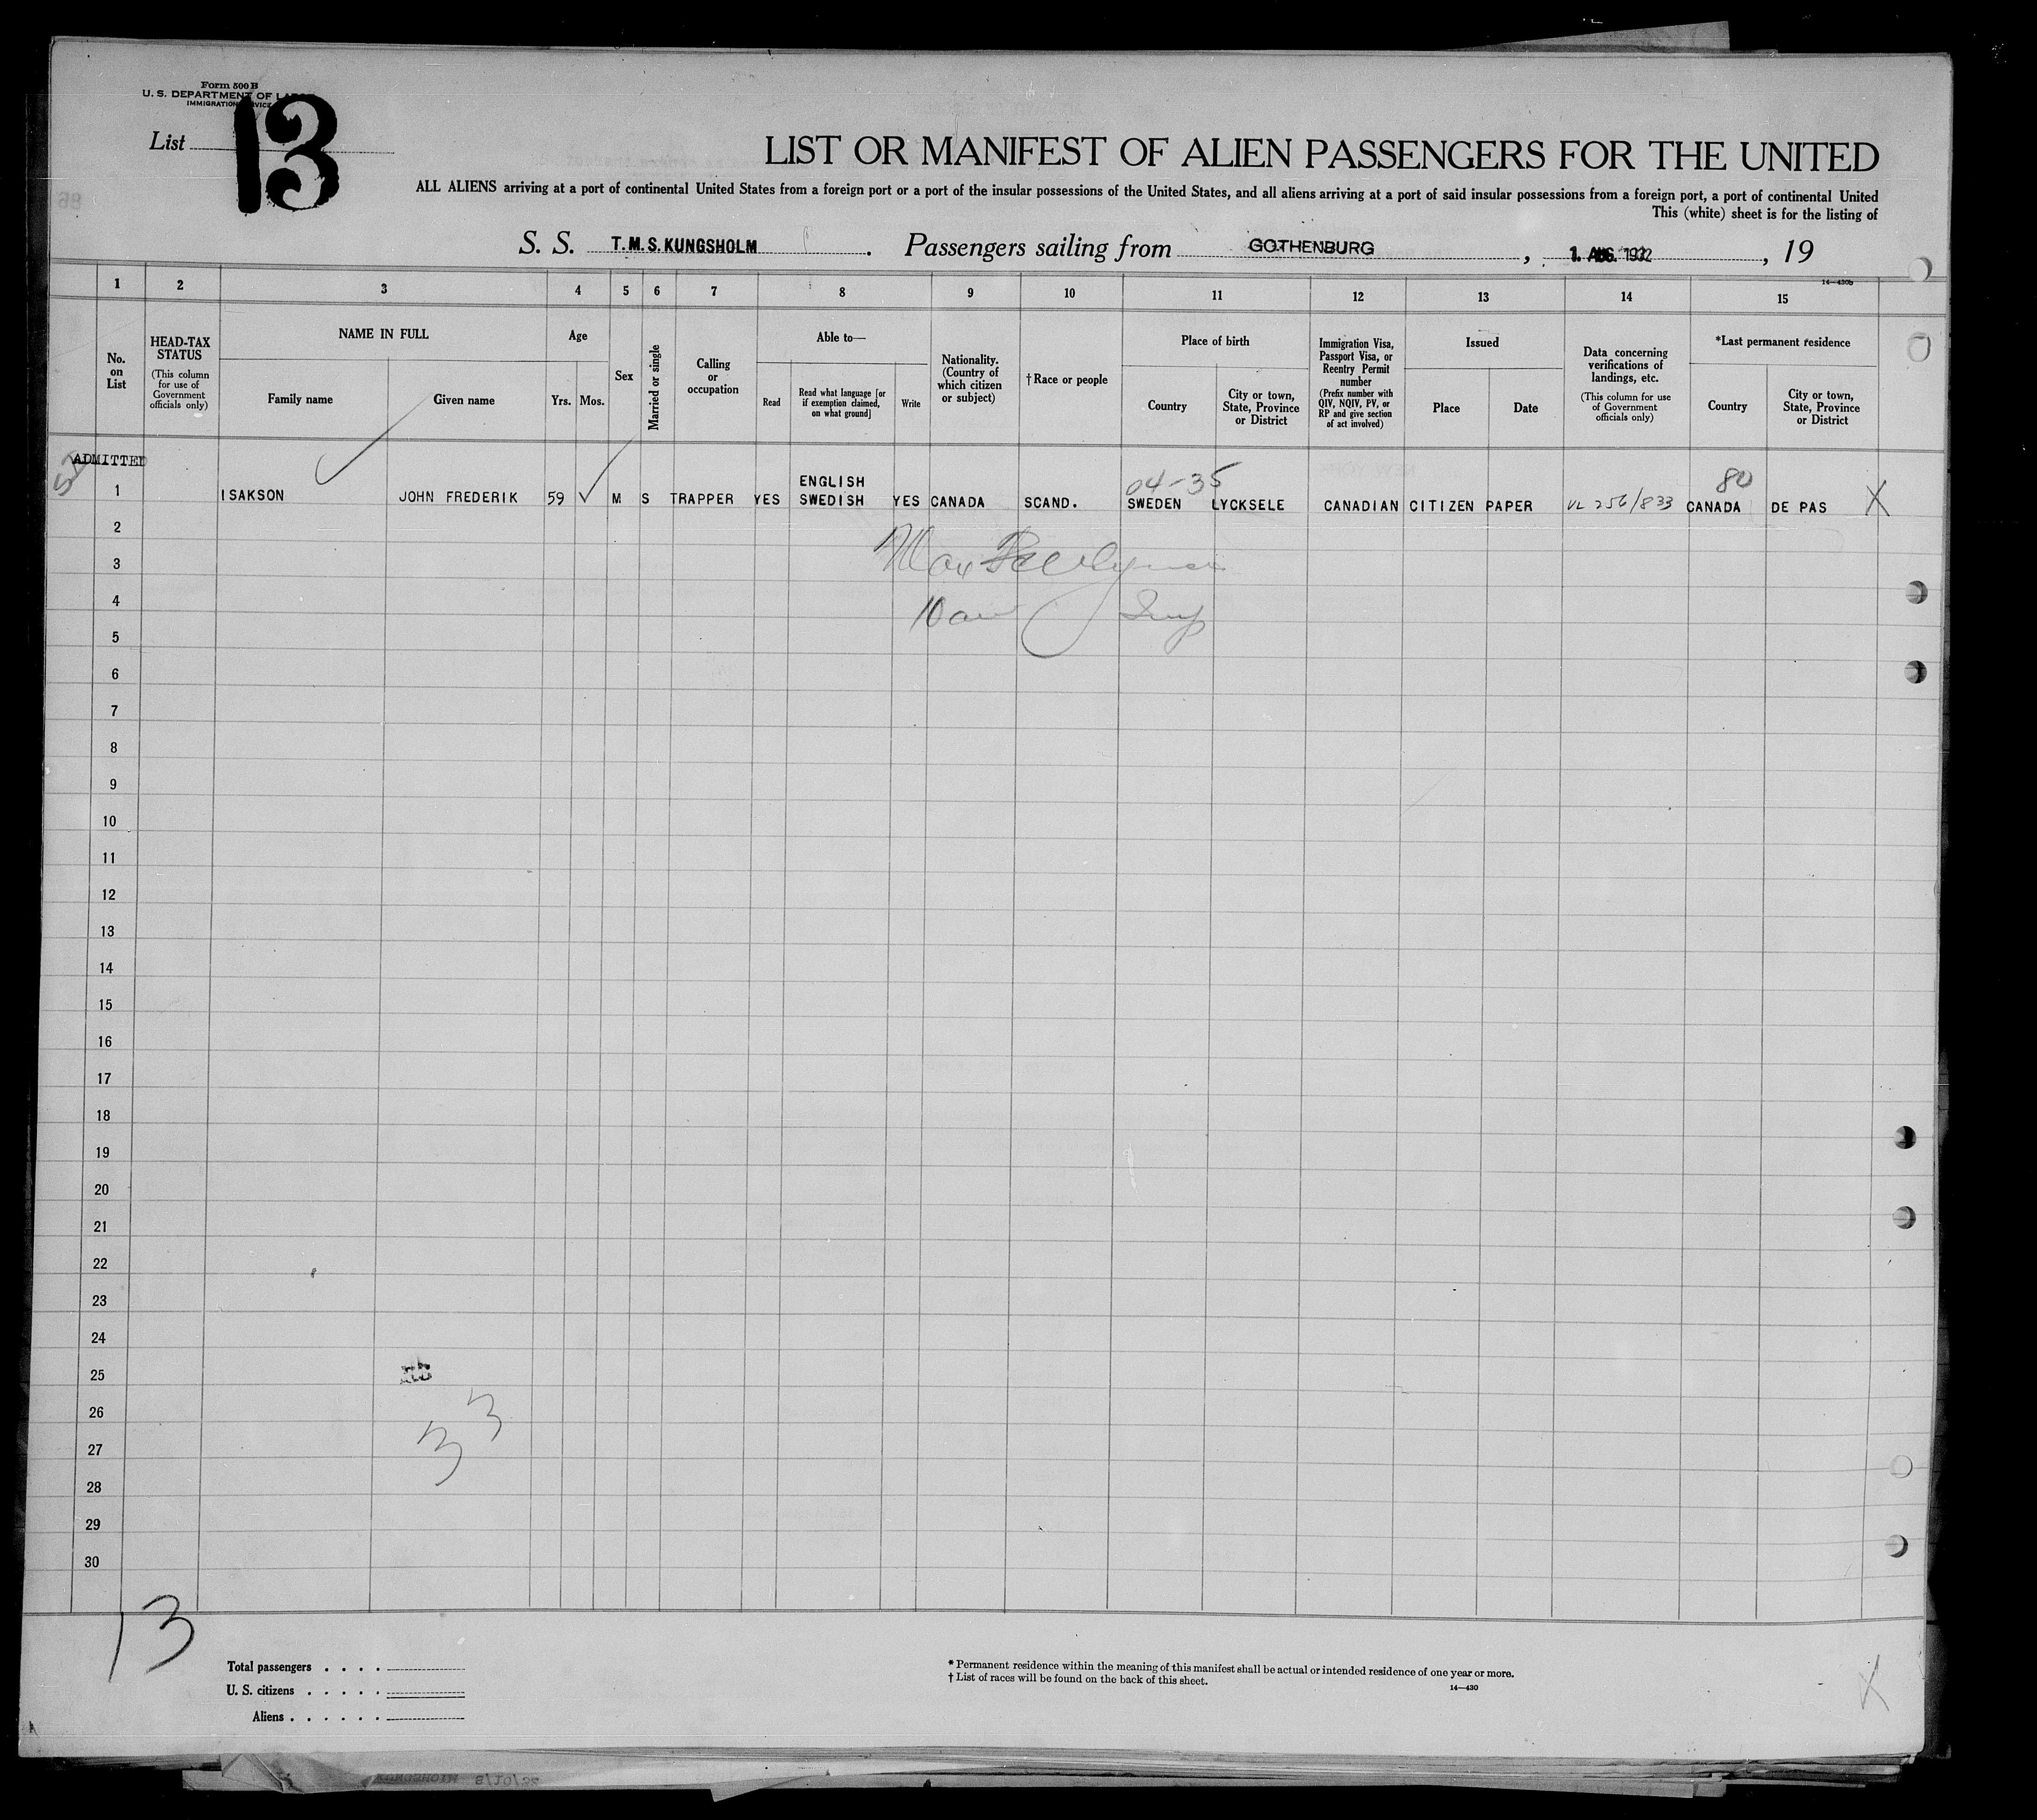 Form 500 B
U. S. DEPARTMENT OF
IMMIGRATION
List 13
LIST OR MANIFEST OF ALIEN PASSENGERS FOR THE UNITED
ALL ALIENS arriving at a port of continental United States from a foreign port or a port of the insular possessions of the United States, and all aliens arriving at a port of said insular possessions from a foreign port, a port of continental United
This (white) sheet is for the listing of
S. S. T.M.S. KUNGSHOLM. Passengers sailing from GOTHENBURG, 1. AUG. 1932, 19
14—430b
1 2 3 4 5 6 7 8 9 10 11 12 13 14 15
No. on List
HEAD-TAX STATUS
(This column for use of Government officials only)
NAME IN FULL
Family name
Given name
Age
Yrs. Mos.
Sex
Married or single
Calling or occupation
Able to—
Read
Read what language [or if exemption claimed, on what ground]
Write
Nationality. (Country of which citizen or subject)
†Race or people
Place of birth
Country
City or town, State, Province or District
Immigration Visa, Passport Visa, or Reentry Permit number
(Prefix number with QIV, NQIV, PV, or RP and give section of act involved)
Issued
Place
Date
Data concerning verifications of landings, etc.
(This column for use of Government officials only)
*Last permanent residence
Country
City or town, State, Province or District
ADMITTED
52
04-35
80
ENGLISH
1 ISAKSON JOHN FREDERIK 59 √ M S TRAPPER YES SWEDISH YES CANADA SCAND. SWEDEN LYCKSELE CANADIAN CITIZEN PAPER VL 256/833 CANADA DE PAS X
2
Max
3
4
5
6
7
8
9
10
11
12
13
14
15
16
17
18
19
20
21
22
23
24
25
26
33
27
28
29
30
13
Total passengers . . . .
U. S. citizens . . . . .
Aliens . . . . . .
* Permanent residence within the meaning of this manifest shall be actual or intended residence of one year or more.
† List of races will be found on the back of this sheet.
14—430
X